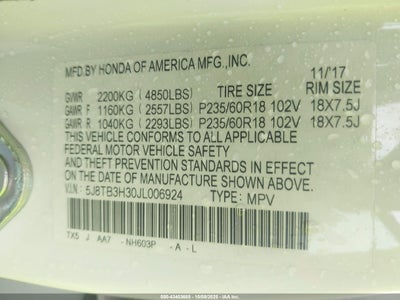 MFD. BY HONDA OF AMERICA MFG., INC. 11/'17
GVWR 2200KG (4850LBS) TIRE SIZE RIM SIZE
GAWR F 1160KG (2557LBS) P235/60R18 102V 18X7.5J
GAWR R 1040KG (2293LBS) P235/60R18 102V 18X7.5J
THIS VEHICLE CONFORMS TO ALL APPLICABLE
FEDERAL MOTOR VEHICLE SAFETY
AND THEFT PREVENTION STANDARDS IN EFFECT ON
THE DATE OF MANUFACTURE SHOWN ABOVE.
V.I.N: 5J8TB3H30JL006924 TYPE: MPV
TX5 J AA7 - NH603P - A - L